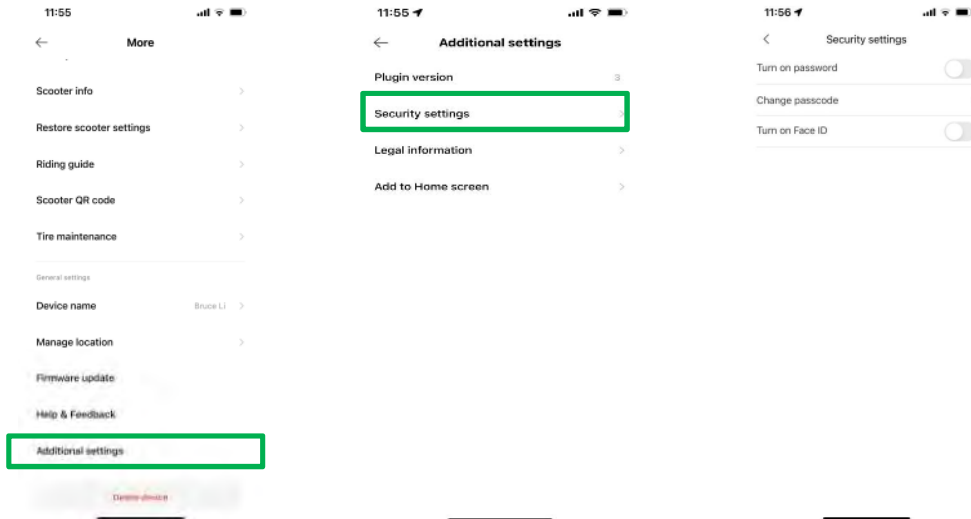 11:55
More
Scooter info
Restore scooter settings
Riding guide
Scooter QR code
Tire maintenance
General settings
Device name Bruce Li
Manage location
Firmware update
Help & Feedback
Additional settings
Delete device
11:55
Additional settings
Plugin version 3
Security settings
Legal information
Add to Home screen
11:56
Security settings
Turn on password
Change passcode
Turn on Face ID